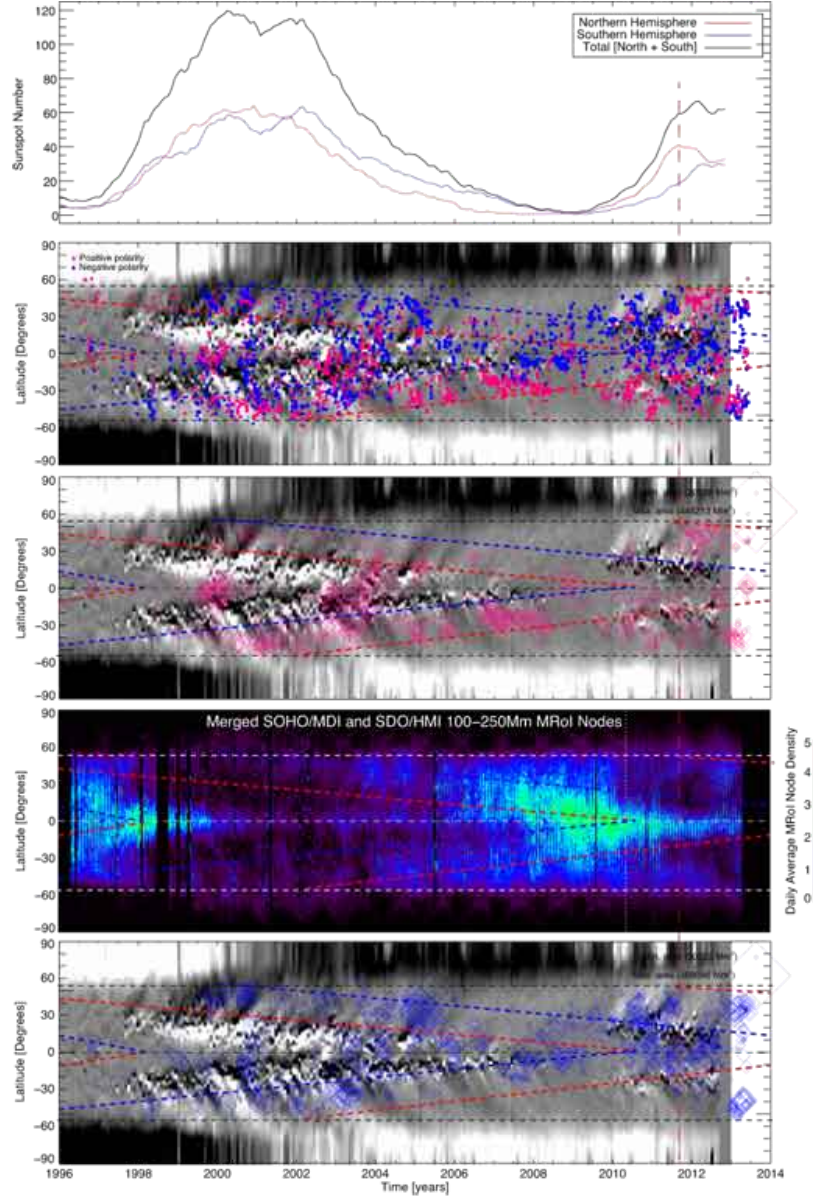 120
100
80
60
40
20
0
Sunspot Number
Northern Hemisphere
Southern Hemisphere
Total [North + South]
90
60
30
0
−30
−60
−90
Latitude [Degrees]
Positive polarity
Negative polarity
90
60
30
0
−30
−60
−90
Latitude [Degrees]
90
60
30
0
−30
−60
−90
Latitude [Degrees]
Merged SOHO/MDI and SDO/HMI 100−250Mm MRoI Nodes
5
4
3
2
1
0
Daily Average MRoI Node Density
90
60
30
0
−30
−60
−90
Latitude [Degrees]
1996 1998 2000 2002 2004 2006 2008 2010 2012 2014
Time [years]